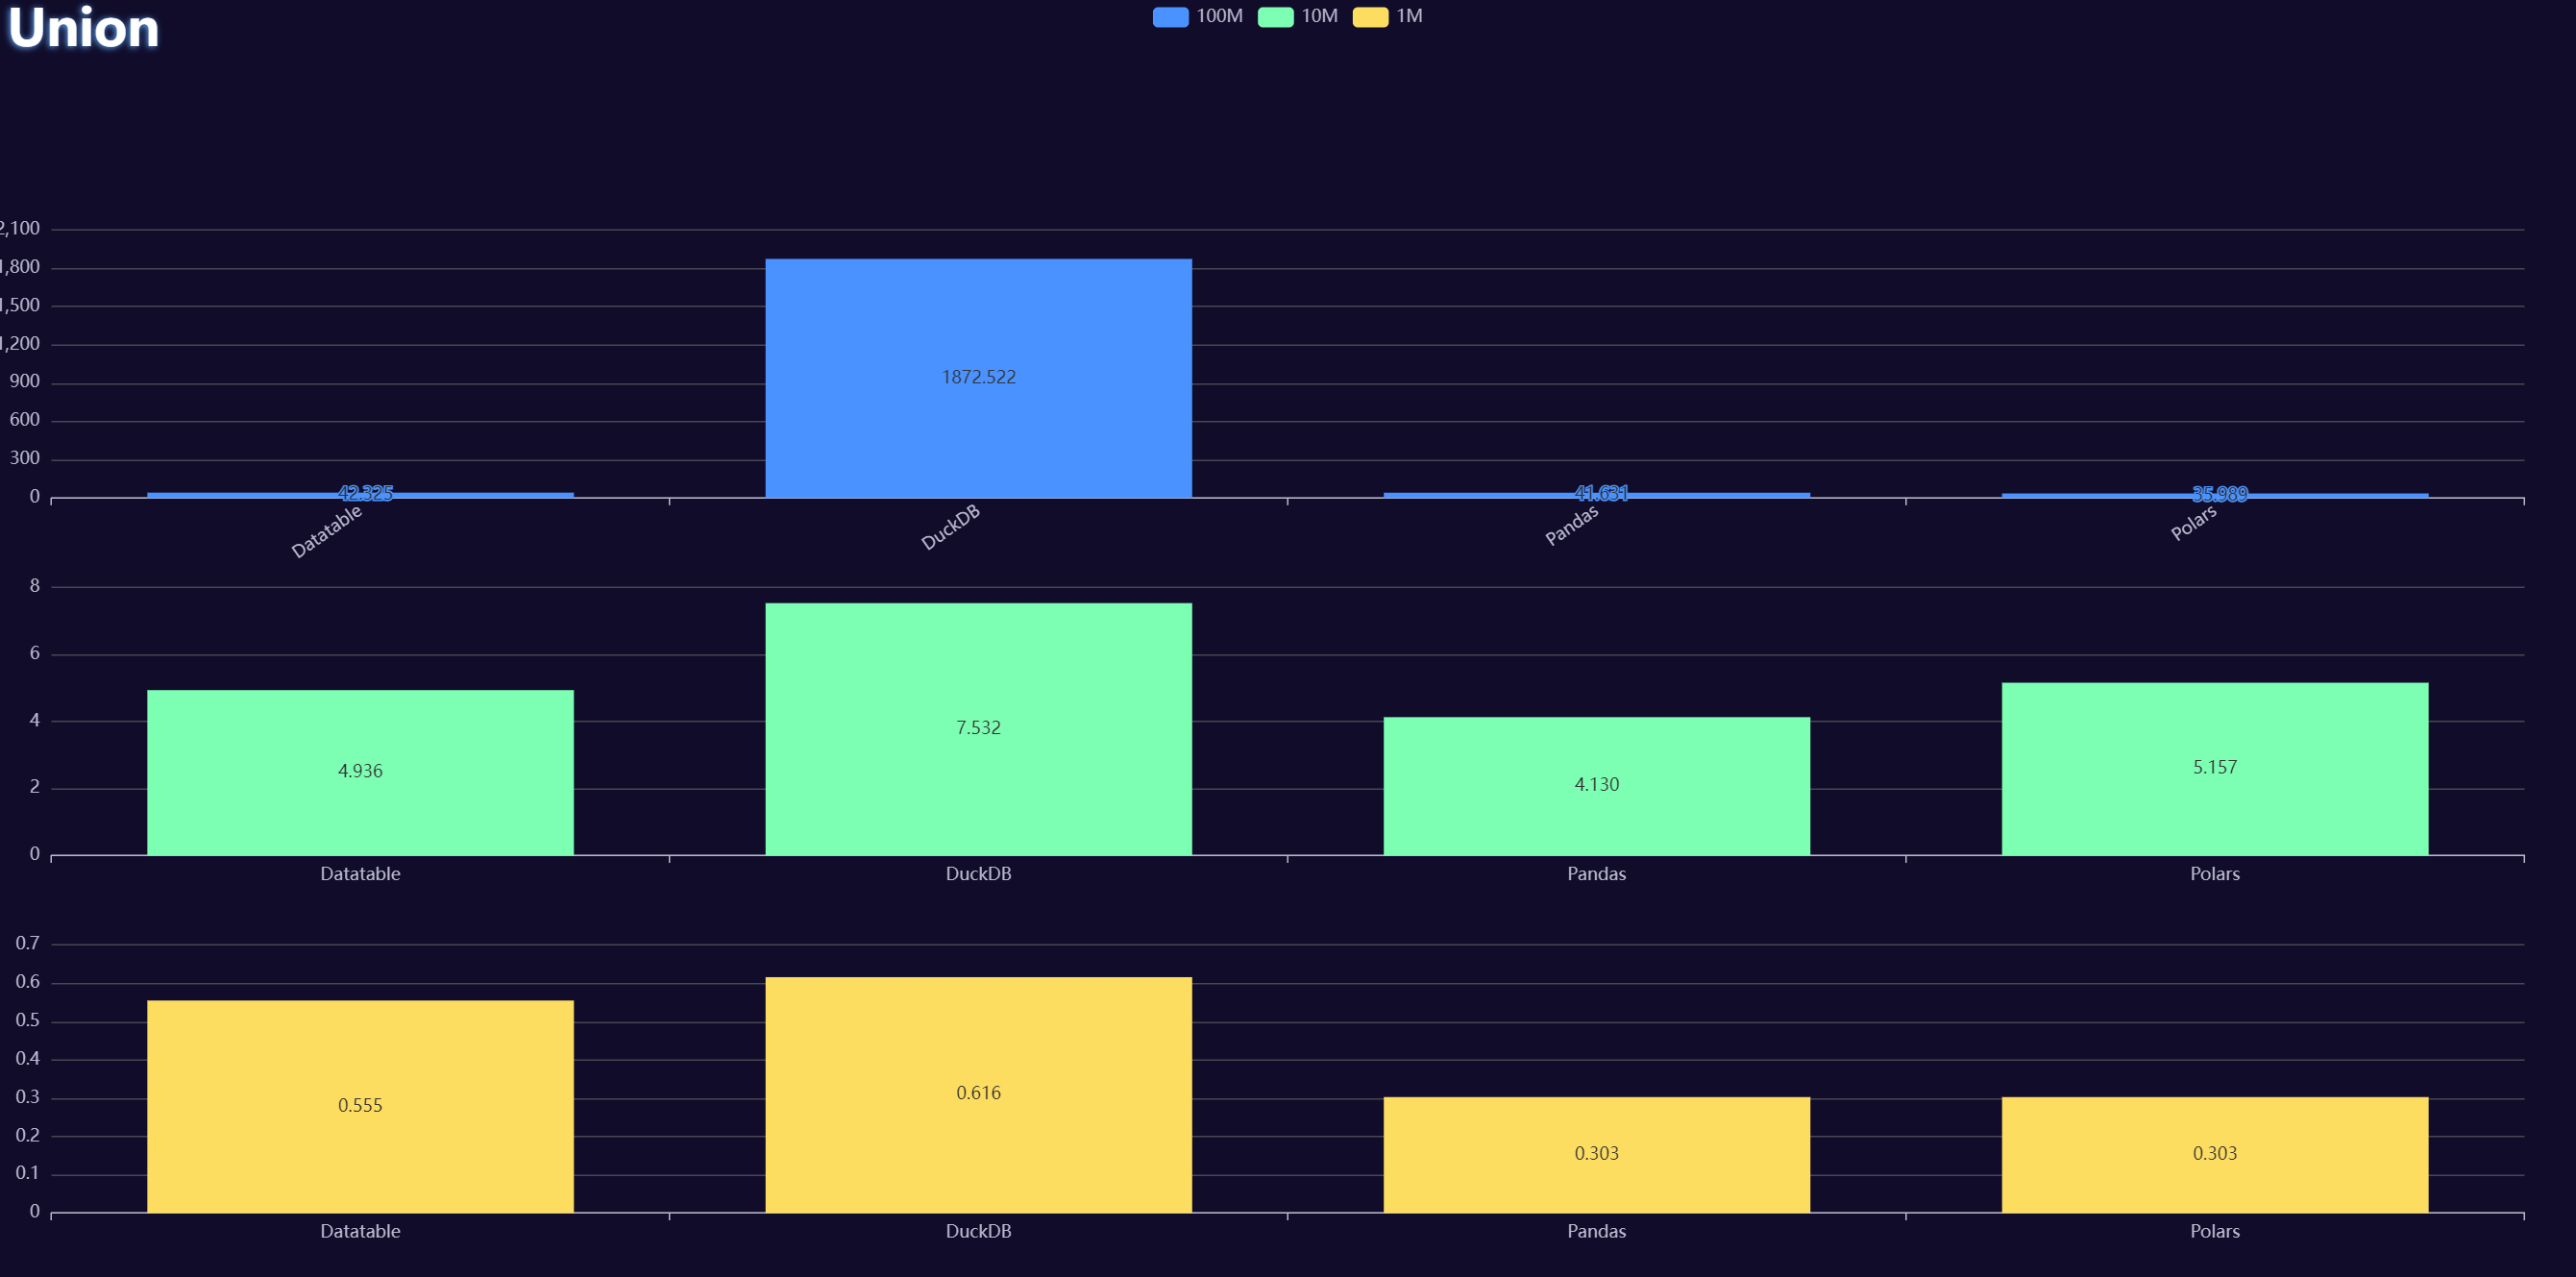 Union
100M 10M 1M
2,100
1,800
1,500
1,200
900
600
300
0
1872.522
42.325 41.631 35.989
Datatable DuckDB Pandas Polars
8
6
4
2
0
4.936 7.532 4.130 5.157
Datatable DuckDB Pandas Polars
0.7
0.6
0.5
0.4
0.3
0.2
0.1
0
0.555 0.616 0.303 0.303
Datatable DuckDB Pandas Polars